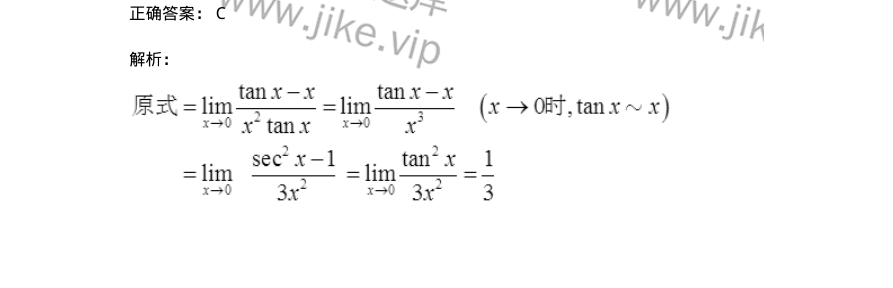 正确答案： C
www.jike.vip
www.jik
解析：
原式 = lim_{x→0} (tan x − x)/(x² tan x) = lim_{x→0} (tan x − x)/x³ (x → 0时, tan x ~ x)
= lim_{x→0} (sec² x − 1)/(3x²) = lim_{x→0} (tan² x)/(3x²) = 1/3